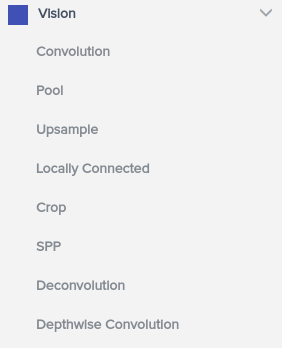 Vision
Convolution
Pool
Upsample
Locally Connected
Crop
SPP
Deconvolution
Depthwise Convolution